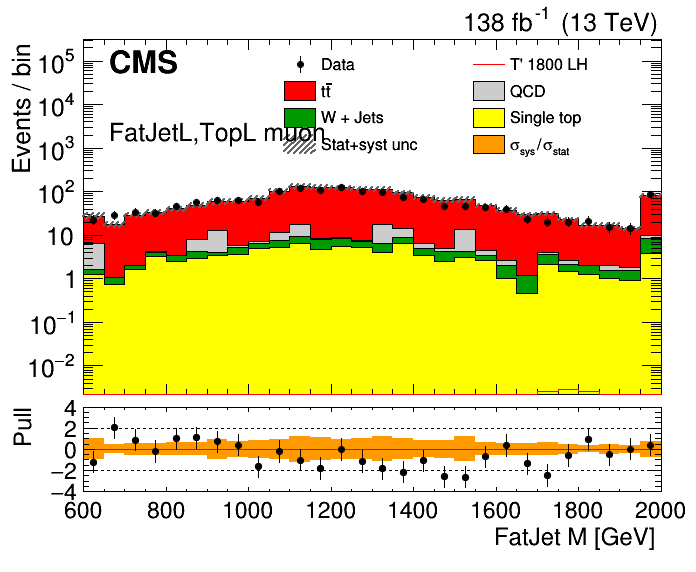 138 fb⁻¹ (13 TeV)
CMS
Data
T' 1800 LH
tt̄
QCD
W + Jets
Single top
FatJetL,TopL muon
Stat+syst unc
σsys/σstat
Events / bin
10⁵
10⁴
10³
10²
10
1
10⁻¹
10⁻²
Pull
4
2
0
−2
−4
600 800 1000 1200 1400 1600 1800 2000
FatJet M [GeV]